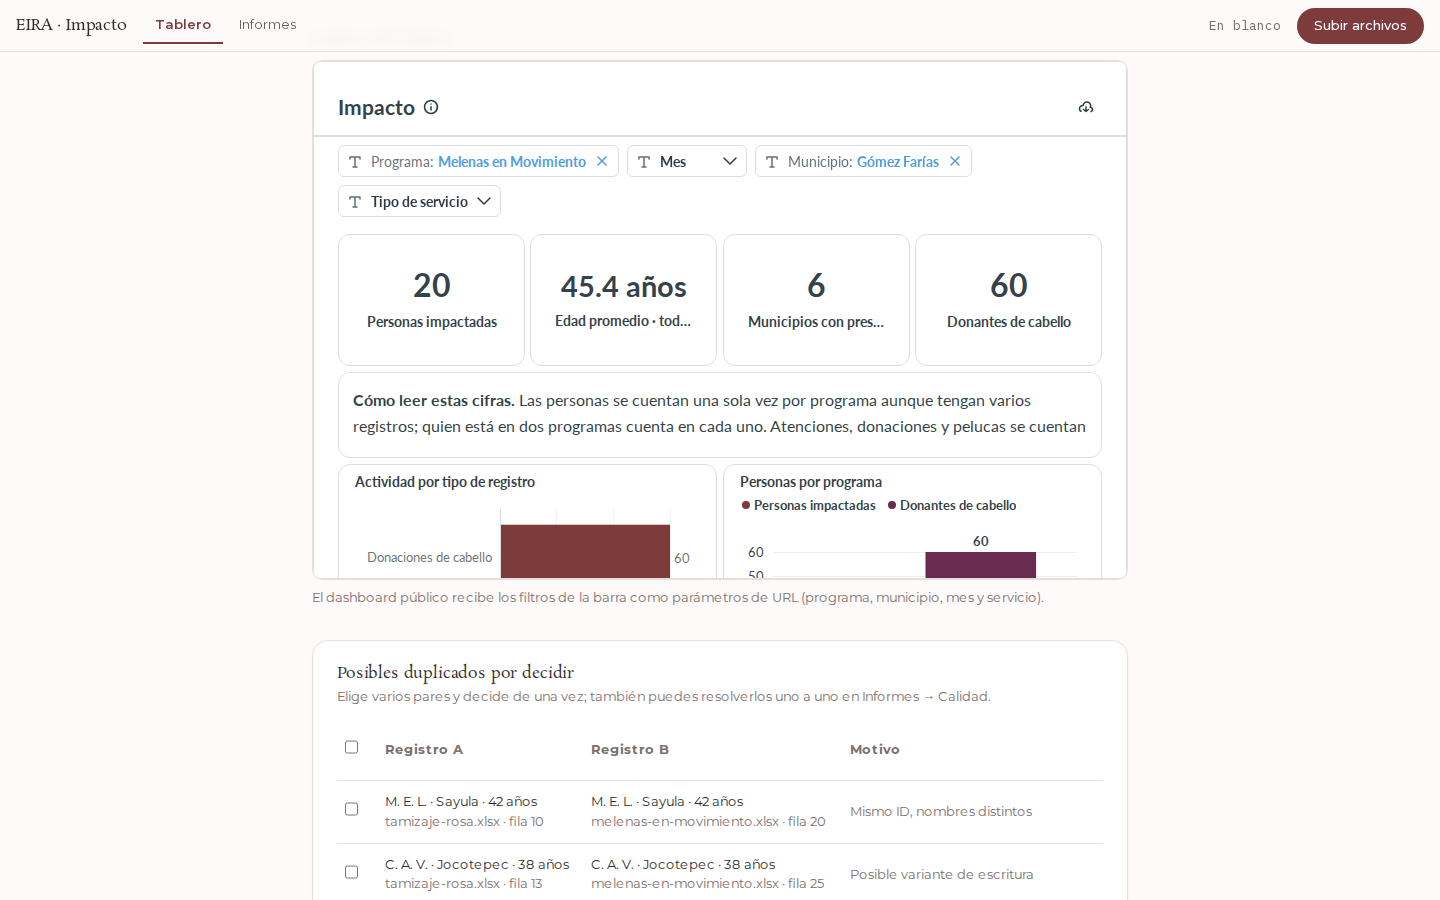 EIRA · Impacto
Tablero
Informes
En blanco
Subir archivos
Impacto
Programa: Melenas en Movimiento
Mes
Municipio: Gómez Farías
Tipo de servicio
20
Personas impactadas
45.4 años
Edad promedio · tod...
6
Municipios con pres...
60
Donantes de cabello
Cómo leer estas cifras. Las personas se cuentan una sola vez por programa aunque tengan varios
registros; quien está en dos programas cuenta en cada uno. Atenciones, donaciones y pelucas se cuentan
Actividad por tipo de registro
Donaciones de cabello
60
Personas por programa
Personas impactadas
Donantes de cabello
60
60
50
El dashboard público recibe los filtros de la barra como parámetros de URL (programa, municipio, mes y servicio).
Posibles duplicados por decidir
Elige varios pares y decide de una vez; también puedes resolverlos uno a uno en Informes → Calidad.
Registro A
Registro B
Motivo
M. E. L. · Sayula · 42 años
tamizaje-rosa.xlsx · fila 10
M. E. L. · Sayula · 42 años
melenas-en-movimiento.xlsx · fila 20
Mismo ID, nombres distintos
C. A. V. · Jocotepec · 38 años
tamizaje-rosa.xlsx · fila 13
C. A. V. · Jocotepec · 38 años
melenas-en-movimiento.xlsx · fila 25
Posible variante de escritura